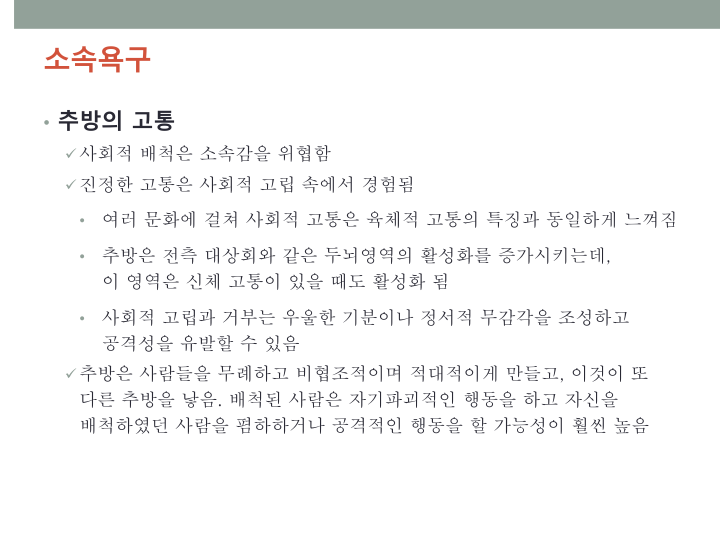 소속욕구
• 추방의 고통
✓사회적 배척은 소속감을 위협함
✓진정한 고통은 사회적 고립 속에서 경험됨
• 여러 문화에 걸쳐 사회적 고통은 육체적 고통의 특징과 동일하게 느껴짐
• 추방은 전측 대상회와 같은 두뇌영역의 활성화를 증가시키는데,
이 영역은 신체 고통이 있을 때도 활성화 됨
• 사회적 고립과 거부는 우울한 기분이나 정서적 무감각을 조성하고
공격성을 유발할 수 있음
✓추방은 사람들을 무례하고 비협조적이며 적대적이게 만들고, 이것이 또
다른 추방을 낳음. 배척된 사람은 자기파괴적인 행동을 하고 자신을
배척하였던 사람을 폄하하거나 공격적인 행동을 할 가능성이 훨씬 높음